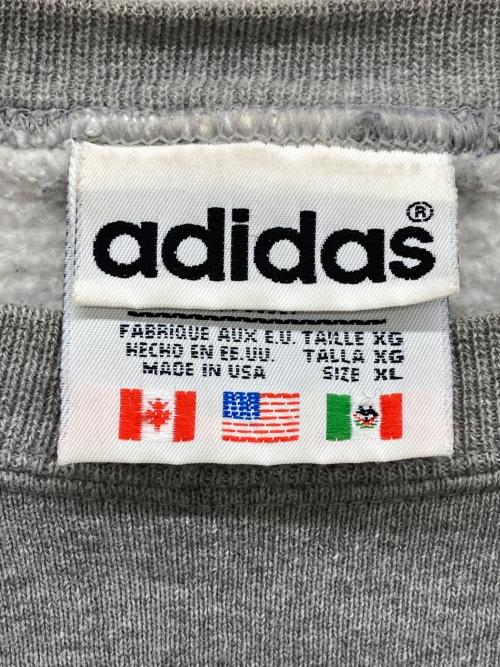 adidas®
FABRIQUE AUX E.U. TAILLE XG
HECHO EN EE.UU. TALLA XG
MADE IN USA SIZE XL